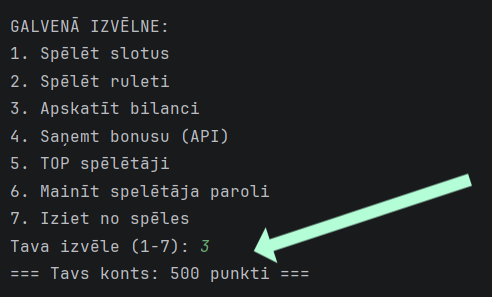 GALVENĀ IZVĒLNE:
1. Spēlēt slotus
2. Spēlēt ruleti
3. Apskatīt bilanci
4. Saņemt bonusu (API)
5. TOP spēlētāji
6. Mainīt spelētāja paroli
7. Iziet no spēles
Tava izvēle (1-7): 3
=== Tavs konts: 500 punkti ===